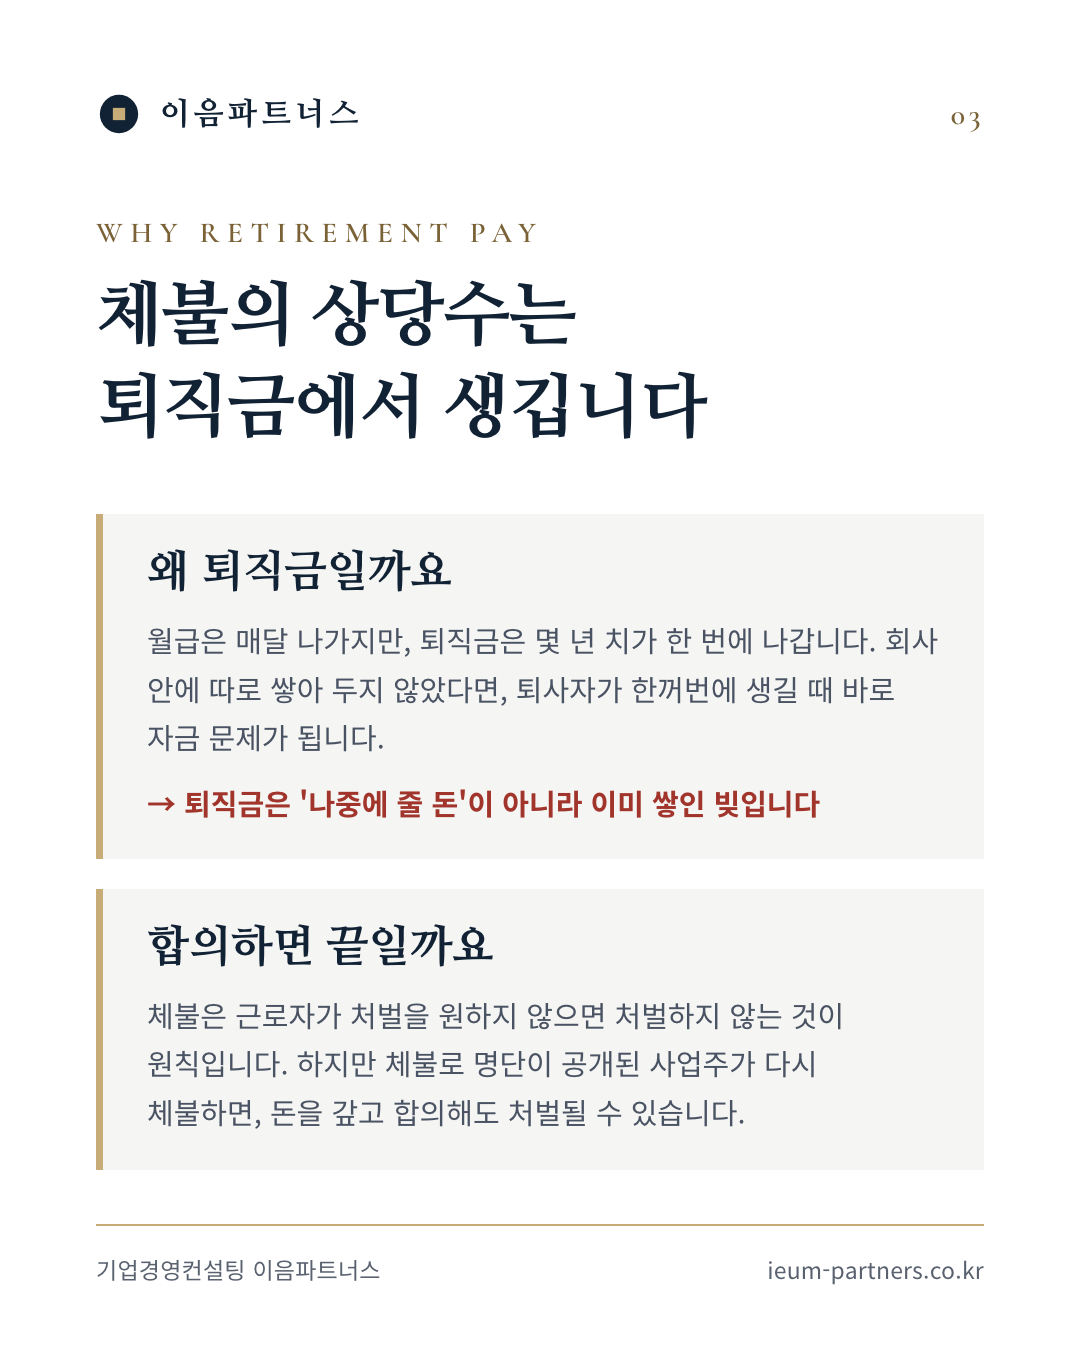 이음파트너스
03
WHY RETIREMENT PAY
체불의 상당수는
퇴직금에서 생깁니다
왜 퇴직금일까요
월급은 매달 나가지만, 퇴직금은 몇 년 치가 한 번에 나갑니다. 회사
안에 따로 쌓아 두지 않았다면, 퇴사자가 한꺼번에 생길 때 바로
자금 문제가 됩니다.
→ 퇴직금은 '나중에 줄 돈'이 아니라 이미 쌓인 빚입니다
합의하면 끝일까요
체불은 근로자가 처벌을 원하지 않으면 처벌하지 않는 것이
원칙입니다. 하지만 체불로 명단이 공개된 사업주가 다시
체불하면, 돈을 갚고 합의해도 처벌될 수 있습니다.
기업경영컨설팅 이음파트너스
ieum-partners.co.kr